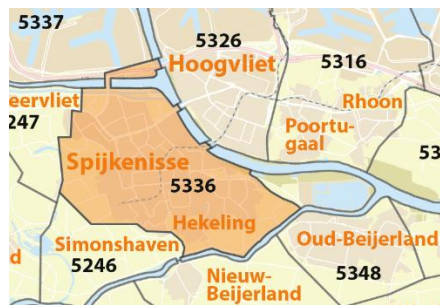 5337
5326
Hoogvliet
5316
eervliet
247
Rhoon
Poortu-
gaal
53
Spijkenisse
5336
Hekeling
Simonshaven
5246
d
Oud-Beijerland
5348
Nieuw-
Beijerland